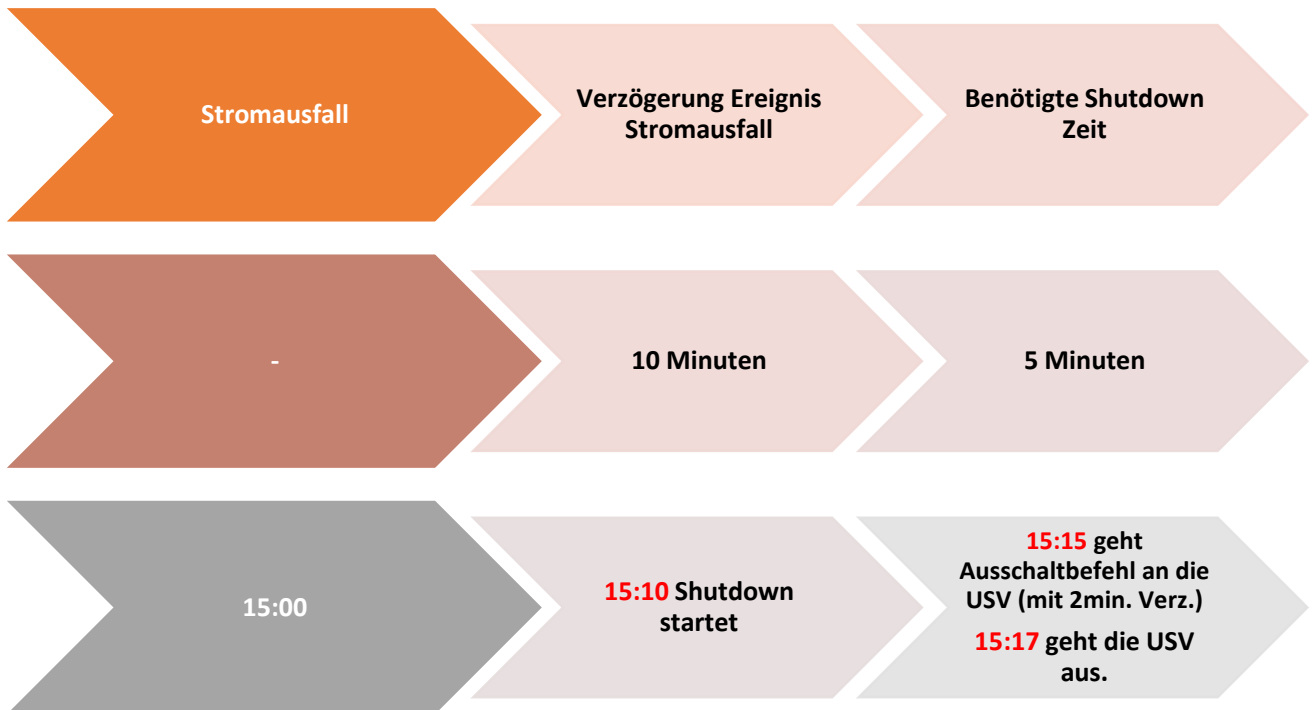 Stromausfall
Verzögerung Ereignis
Stromausfall
Benötigte Shutdown
Zeit
-
10 Minuten
5 Minuten
15:00
15:10 Shutdown
startet
15:15 geht
Ausschaltbefehl an die
USV (mit 2min. Verz.)
15:17 geht die USV
aus.